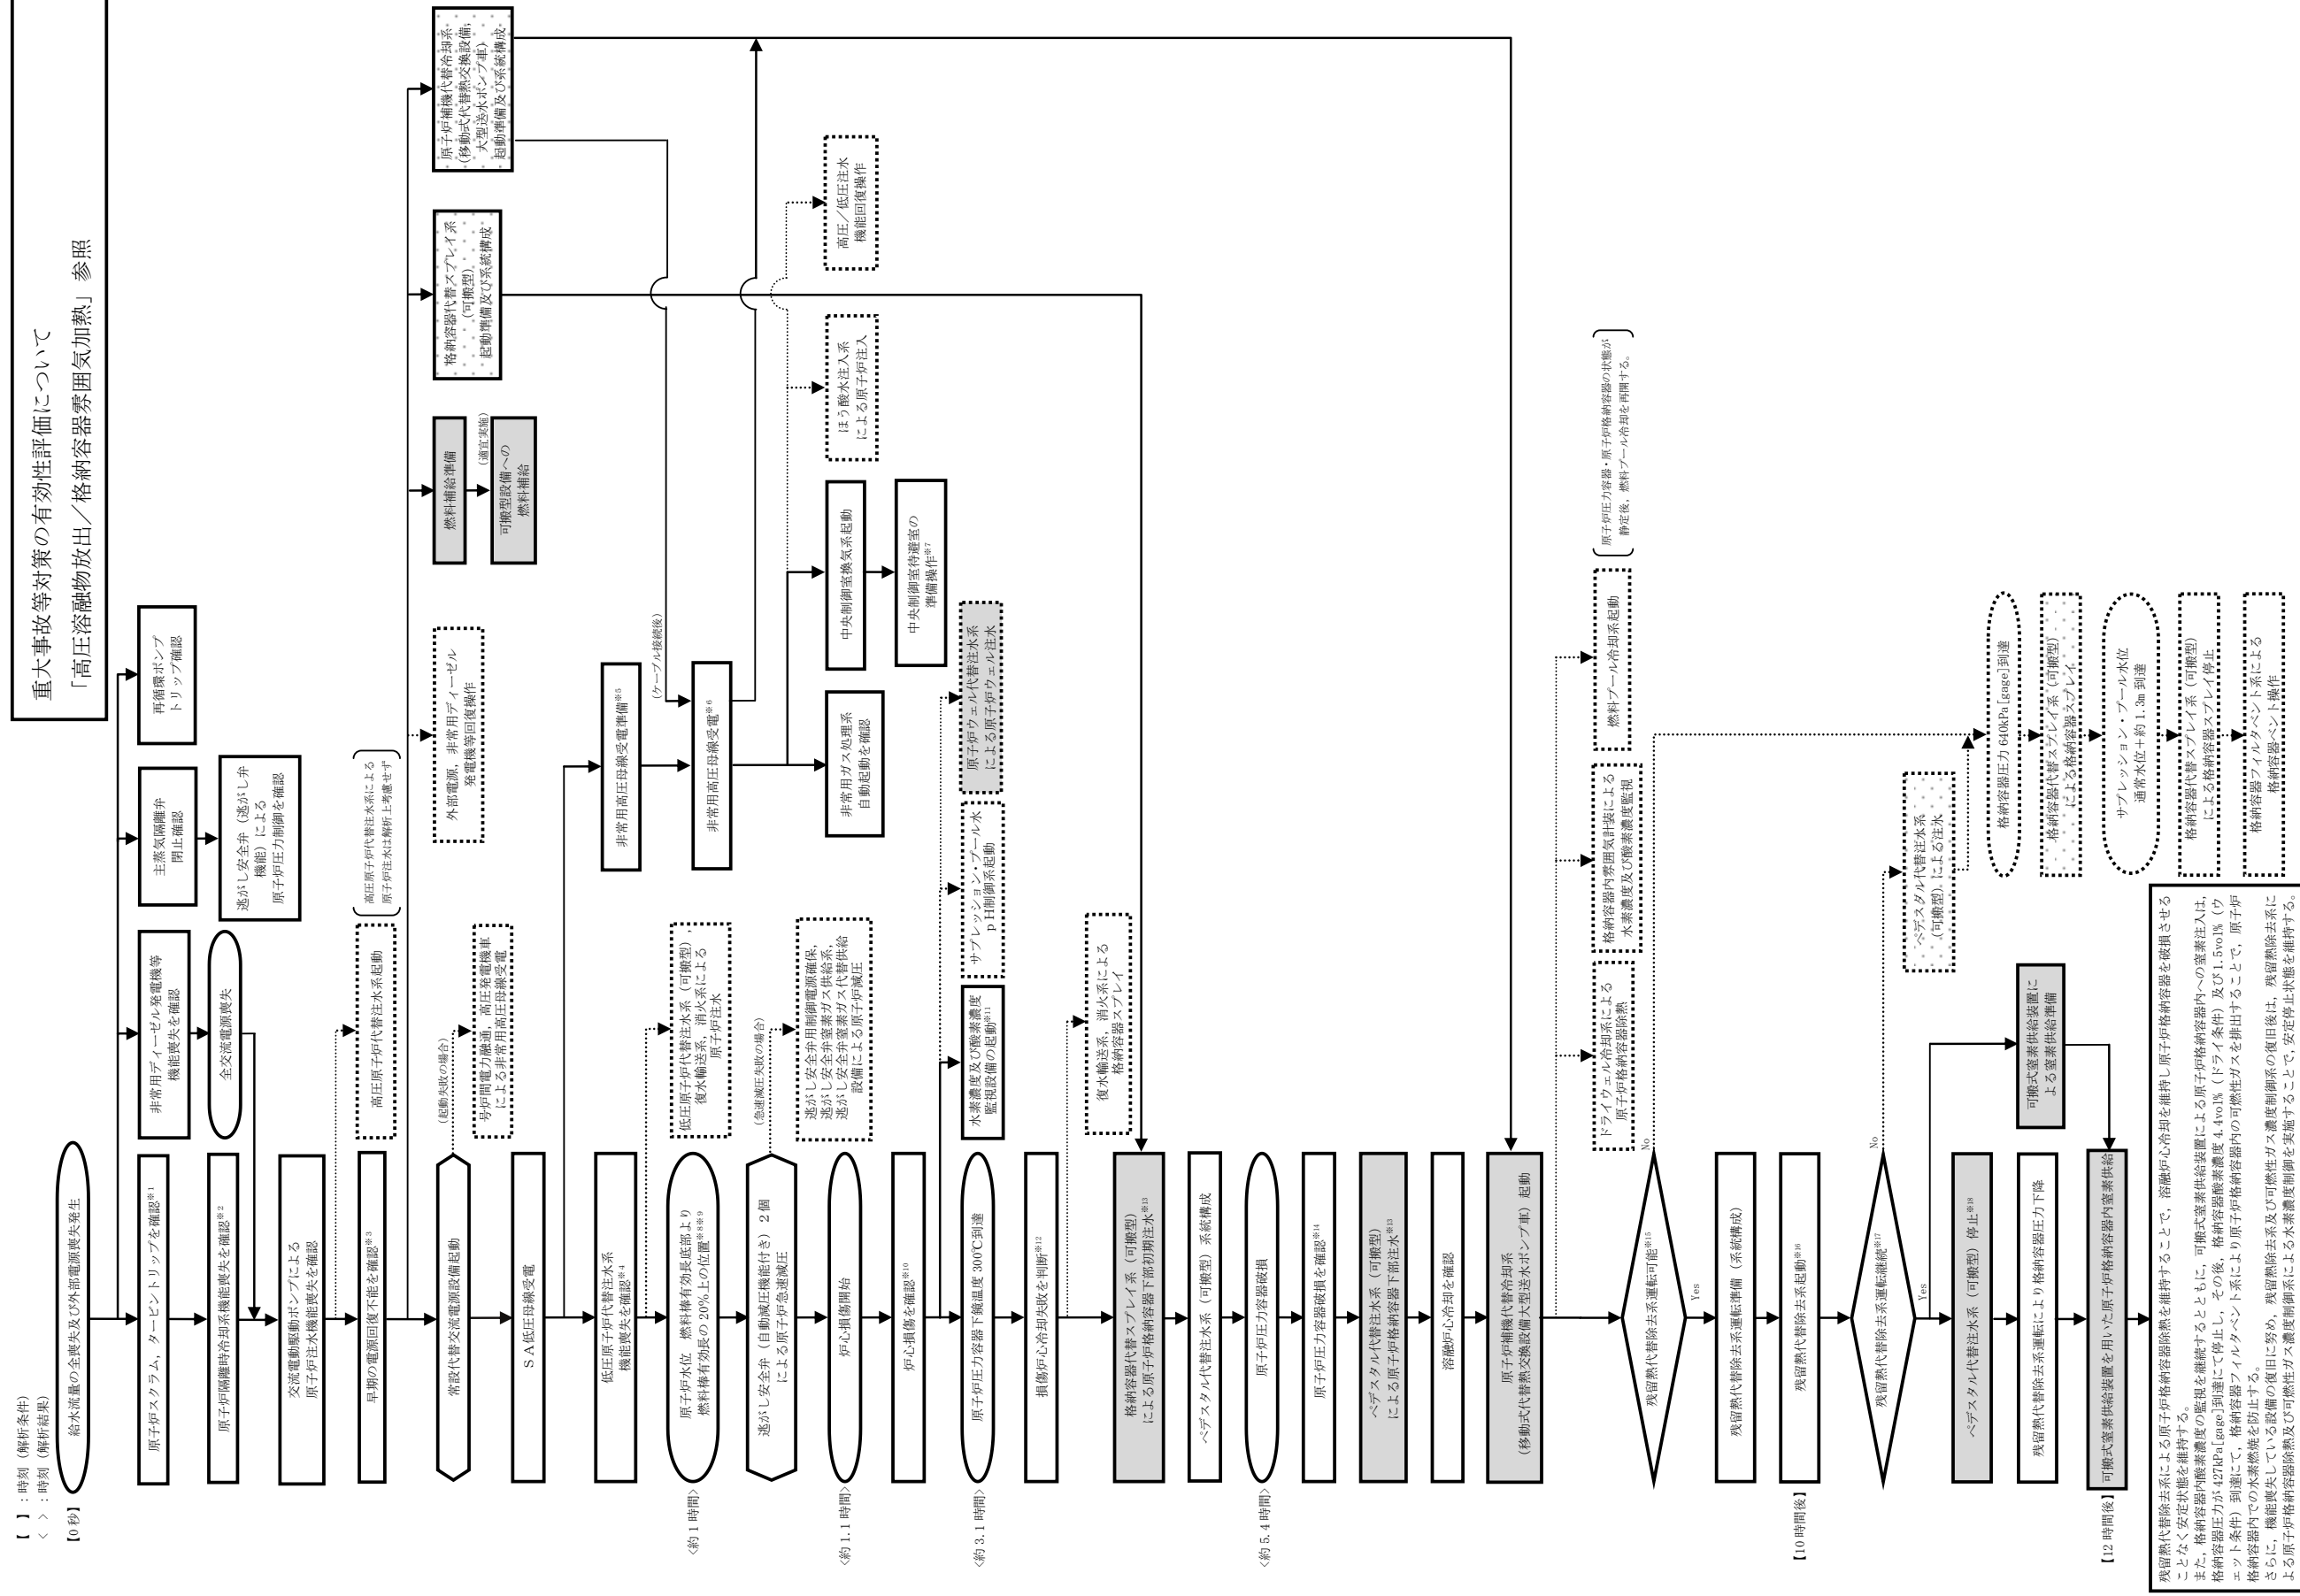 重大事故等対策の有効性評価について
「高圧溶融物放出／格納容器雰囲気加熱」参照
【　】：時刻（解析条件）
＜　＞：時刻（解析結果）
【0秒】
給水流量の全喪失及び外部電源喪失発生
原子炉スクラム，タービントリップを確認※1
非常用ディーゼル発電機等
機能喪失を確認
主蒸気隔離弁
閉止確認
再循環ポンプ
トリップ確認
原子炉隔離時冷却系機能喪失を確認※2
全交流電源喪失
逃がし安全弁（逃がし弁
機能）による
原子炉圧力制御を確認
交流電動駆動ポンプによる
原子炉注水機能喪失を確認
早期の電源回復不能を確認※3
高圧原子炉代替注水系起動
高圧原子炉代替注水系による
原子炉注水は解析上考慮せず
常設代替交流電源設備起動
（起動失敗の場合）
号炉間電力融通，高圧発電機車
による非常用高圧母線受電
外部電源，非常用ディーゼル
発電機等回復操作
燃料補給準備
（適宜実施）
可搬型設備への
燃料補給
格納容器代替スプレイ系
（可搬型）
起動準備及び系統構成
原子炉補機代替冷却系
（移動式代替熱交換設備，
大型送水ポンプ車）
起動準備及び系統構成
ＳＡ低圧母線受電
低圧原子炉代替注水系
機能喪失を確認※4
非常用高圧母線受電準備※5
（ケーブル接続後）
非常用高圧母線受電※6
＜約1時間＞
原子炉水位　燃料棒有効長底部より
燃料棒有効長の20％上の位置※8※9
低圧原子炉代替注水系（可搬型），
復水輸送系，消火系による
原子炉注水
逃がし安全弁（自動減圧機能付き）2個
による原子炉急速減圧
（急速減圧失敗の場合）
逃がし安全弁用制御電源確保，
逃がし安全弁窒素ガス供給系，
逃がし安全弁窒素ガス代替供給
設備による原子炉減圧
非常用ガス処理系
自動起動を確認
中央制御室換気系起動
中央制御室待避室の
準備操作※7
ほう酸水注入系
による原子炉注入
高圧／低圧注水
機能回復操作
＜約1.1時間＞
炉心損傷開始
炉心損傷を確認※10
＜約3.1時間＞
原子炉圧力容器下鏡温度300℃到達
水素濃度及び酸素濃度
監視設備の起動※11
サプレッション・プール水
ｐＨ制御系起動
原子炉ウェル代替注水系
による原子炉ウェル注水
損傷炉心冷却失敗を判断※12
復水輸送系，消火系による
格納容器スプレイ
格納容器代替スプレイ系（可搬型）
による原子炉格納容器下部初期注水※13
ペデスタル代替注水系（可搬型）系統構成
＜約5.4時間＞
原子炉圧力容器破損
原子炉圧力容器破損を確認※14
ペデスタル代替注水系（可搬型）
による原子炉格納容器下部注水※13
溶融炉心冷却を確認
原子炉補機代替冷却系
（移動式代替熱交換設備大型送水ポンプ車）起動
ドライウェル冷却系による
原子炉格納容器除熱
格納容器内雰囲気計装による
水素濃度及び酸素濃度監視
燃料プール冷却系起動
原子炉圧力容器・原子炉格納容器の状態が
静定後，燃料プール冷却を再開する。
残留熱代替除去系運転可能※15
No
Yes
残留熱代替除去系運転準備（系統構成）
【10時間後】
残留熱代替除去系起動※16
残留熱代替除去系運転継続※17
No
Yes
ペデスタル代替注水系
（可搬型）による注水
ペデスタル代替注水系（可搬型）停止※18
残留熱代替除去系運転により格納容器圧力下降
可搬式窒素供給装置に
よる窒素供給準備
【12時間後】
可搬式窒素供給装置を用いた原子炉格納容器内窒素供給
格納容器圧力640kPa[gage]到達
格納容器代替スプレイ系（可搬型）
による格納容器スプレイ
サプレッション・プール水位
通常水位＋約1.3m到達
格納容器代替スプレイ系（可搬型）
による格納容器スプレイ停止
格納容器フィルタベント系による
格納容器ベント操作
残留熱代替除去系による原子炉格納容器除熱を維持することで，溶融炉心冷却を維持し原子炉格納容器を破損させる
ことなく安定状態を維持する。
また，格納容器内酸素濃度の監視を継続するとともに，可搬式窒素供給装置による原子炉格納容器内への窒素注入は，
格納容器圧力が427kPa[gage]到達にて停止し，その後，格納容器酸素濃度4.4vol％（ドライ条件）及び1.5vol％（ウ
ェット条件）到達にて，格納容器フィルタベント系により原子炉格納容器内の可燃性ガスを排出することで，原子炉
格納容器内での水素燃焼を防止する。
さらに，機能喪失している設備の復旧に努め，残留熱除去系及び可燃性ガス濃度制御系の復旧後は，残留熱除去系に
よる原子炉格納容器除熱及び可燃性ガス濃度制御系による水素濃度制御を実施することで，安定停止状態を維持する。